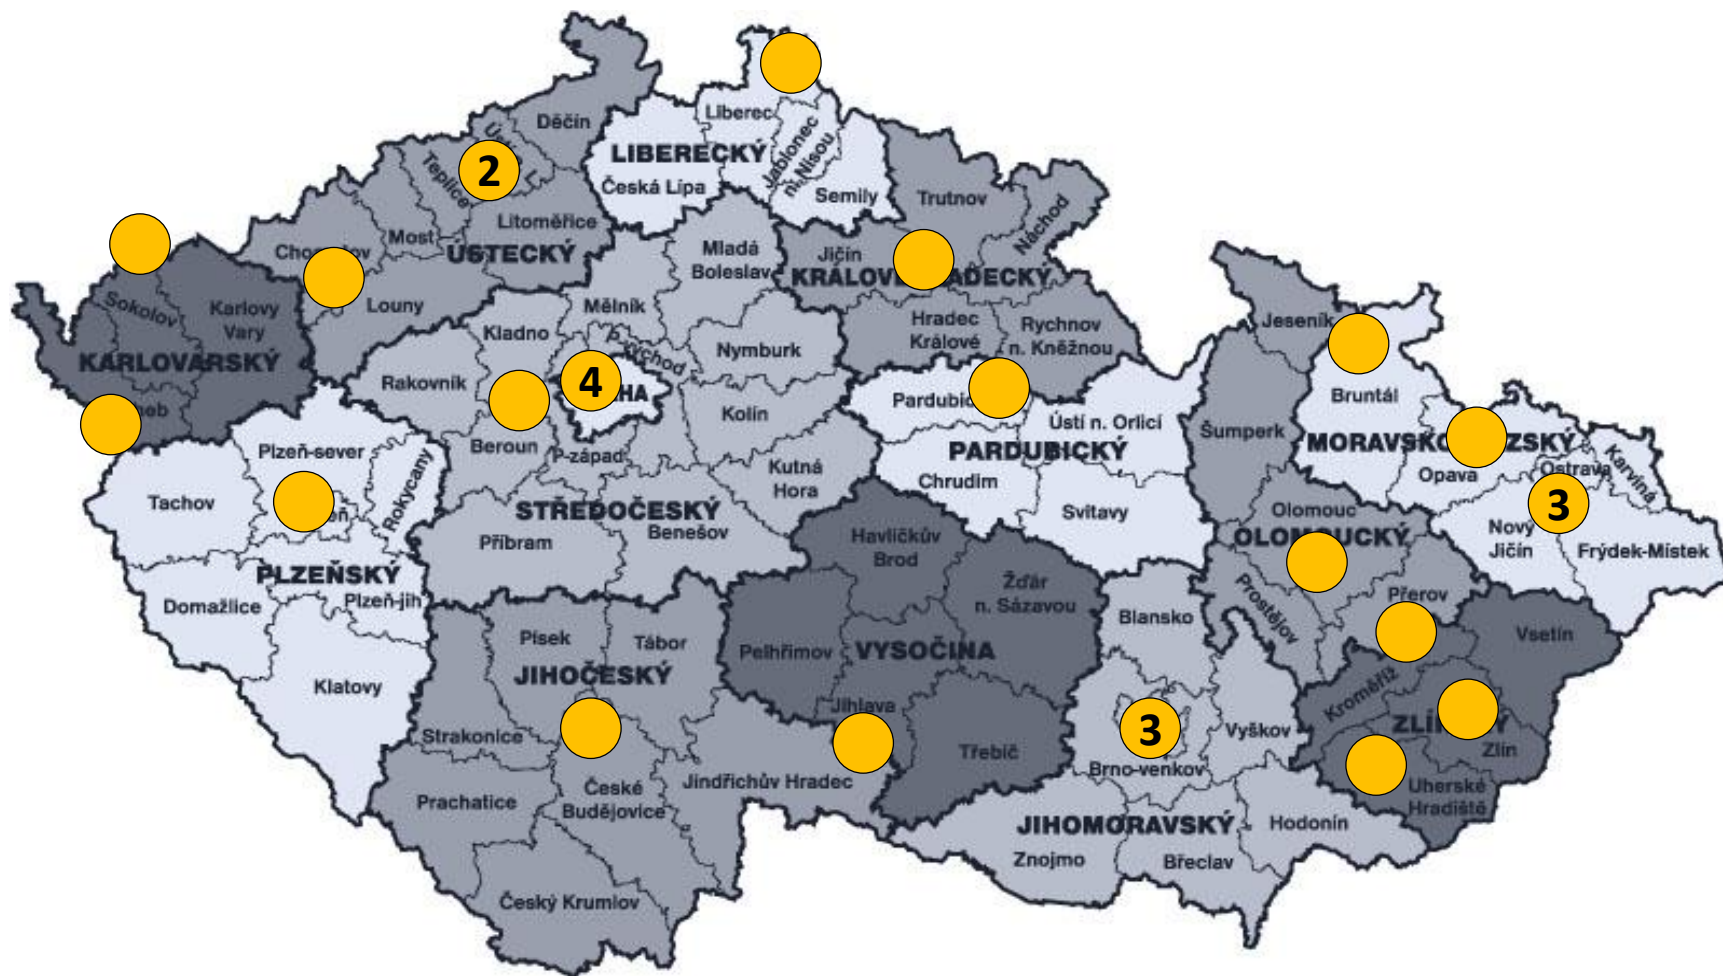 Děčín
Liberec
LIBERECKÝ
Jablonec
n. Nisou
Česká Lípa
Semily
2
Teplice
Litoměřice
Most
ÚSTECKÝ
Louny
Trutnov
Náchod
Jičín
Hradec
Králové
Rychnov
n. Kněžnou
Mladá
Boleslav
Mělník
Kladno
Nymburk
Rakovník
4
Kolín
Beroun
P-západ
Kutná
Hora
STŘEDOČESKÝ
Benešov
Příbram
Sokolov
Karlovy
Vary
KARLOVARSKÝ
Plzeň-sever
Rokycany
Tachov
PLZEŇSKÝ
Plzeň-jih
Domažlice
Klatovy
Ústí n. Orlicí
PARDUBICKÝ
Chrudim
Svitavy
Jeseník
Šumperk
Bruntál
Opava
Ostrava
Karviná
3
Nový
Jičín
Frýdek-Místek
Olomouc
Prostějov
Přerov
Havlíčkův
Brod
Žďár
n. Sázavou
Pelhřimov
VYSOČINA
Jihlava
Třebíč
Písek
Tábor
JIHOČESKÝ
Strakonice
Prachatice
České
Budějovice
Jindřichův Hradec
Český Krumlov
Blansko
3
Vyškov
Brno-venkov
JIHOMORAVSKÝ
Znojmo
Břeclav
Hodonín
Vsetín
Kroměříž
Zlín
Uherské
Hradiště